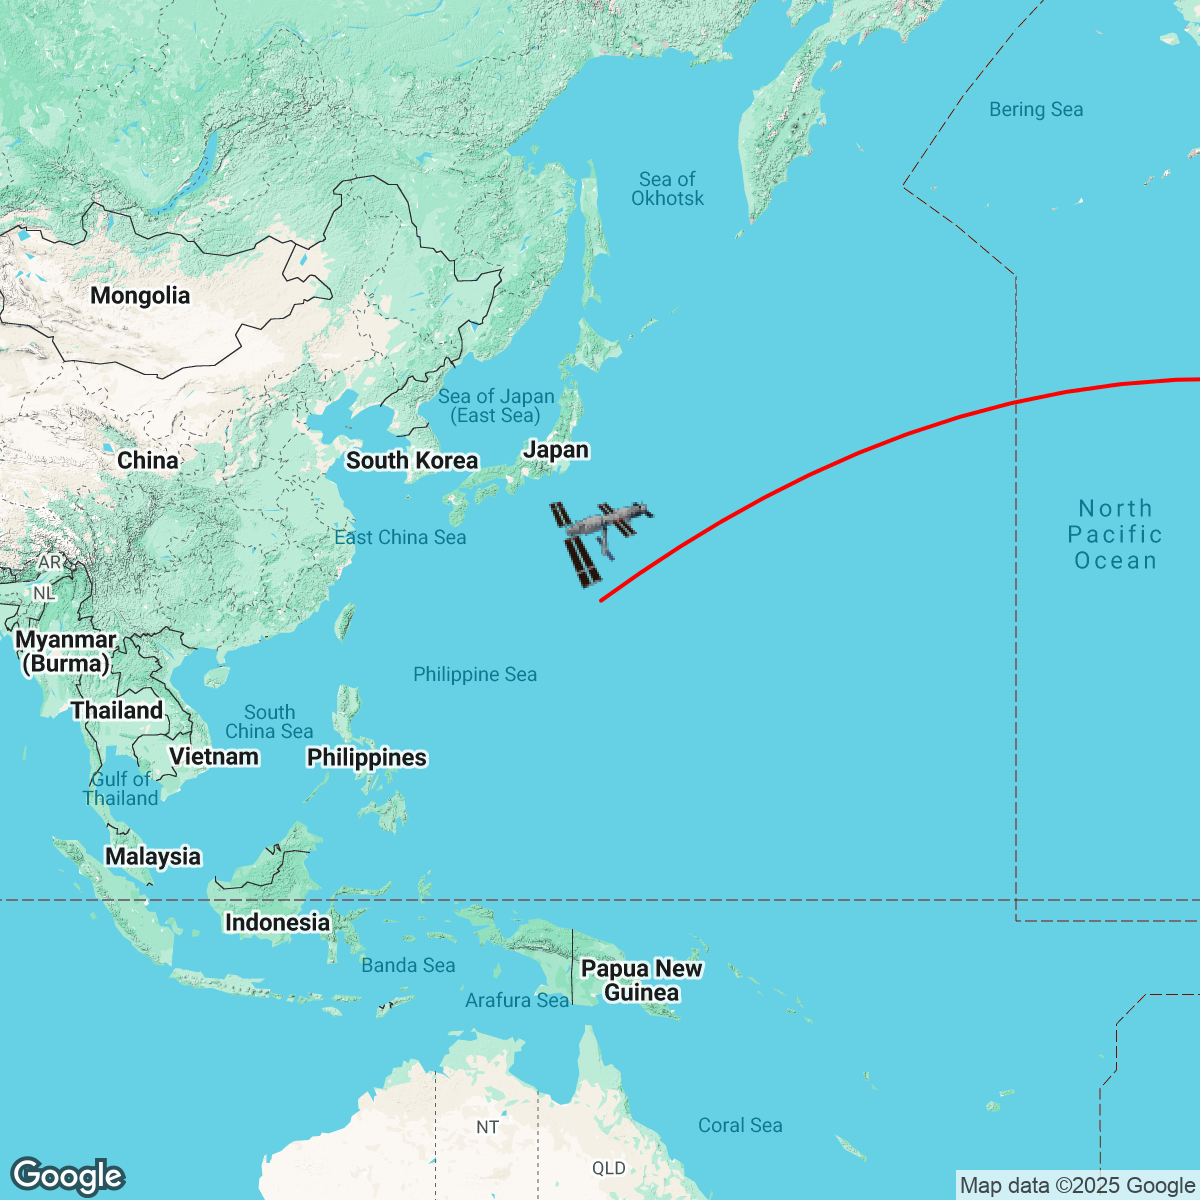 Bering Sea
Sea of
Okhotsk
Mongolia
Sea of Japan
(East Sea)
Japan
China
South Korea
North
Pacific
Ocean
East China Sea
AR
NL
Myanmar
(Burma)
Philippine Sea
Thailand
South
China Sea
Vietnam
Philippines
Gulf of
Thailand
Malaysia
Indonesia
Banda Sea
Papua New
Guinea
Arafura Sea
Coral Sea
NT
QLD
Google
Map data ©2025 Google